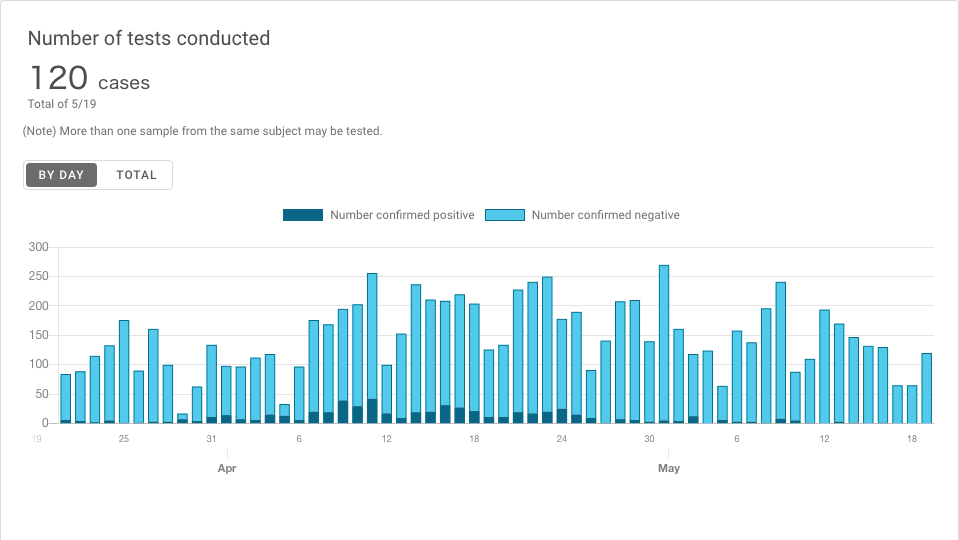 Number of tests conducted
120 cases
Total of 5/19
(Note) More than one sample from the same subject may be tested.
BY DAY TOTAL
Number confirmed positive Number confirmed negative
300
250
200
150
100
50
0
19 25 31 6 12 18 24 30 6 12 18
Apr May